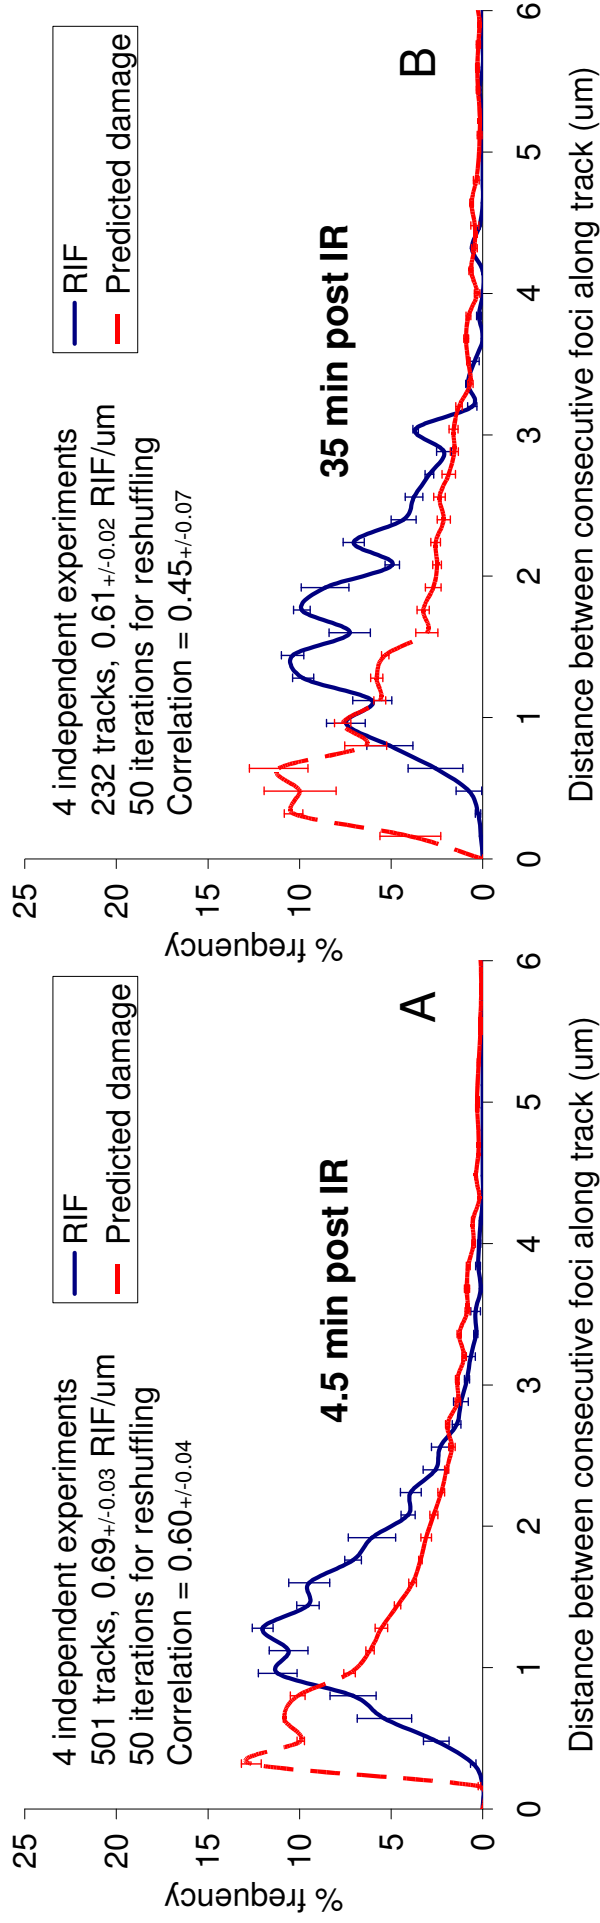 4 independent experiments
501 tracks, 0.69+/-0.03 RIF/um
50 iterations for reshuffling
Correlation = 0.60+/-0.04
RIF
Predicted damage
4.5 min post IR
A
% frequency
25
20
15
10
5
0
0 1 2 3 4 5 6
Distance between consecutive foci along track (um)
4 independent experiments
232 tracks, 0.61+/-0.02 RIF/um
50 iterations for reshuffling
Correlation = 0.45+/-0.07
RIF
Predicted damage
35 min post IR
B
% frequency
25
20
15
10
5
0
0 1 2 3 4 5 6
Distance between consecutive foci along track (um)